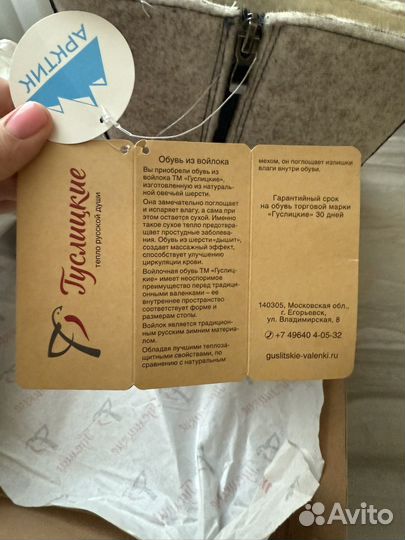 АРКТИК
Гуслицкие
тепло русской души
Обувь из войлока
Вы приобрели обувь из
войлока ТМ «Гуслицкие»,
изготовленную из натураль-
ной овечьей шерсти.
Она замечательно поглощает
и испаряет влагу, а сама при
этом остается сухой. Именно
такое сухое тепло предотвра-
щает простудные заболева-
ния. Обувь из шерсти«дышит»,
создает массажный эффект,
способствует улучшению
циркуляции крови.
Войлочная обувь ТМ «Гуслиц-
кие» имеет неоспоримое
преимущество перед традици-
онными валенками – ее
внутреннее пространство
соответствует форме и
размерам стопы.
Войлок является традицион-
ным русским зимним материа-
лом.
Обладая лучшими теплоза-
щитными свойствами, по
сравнению с натуральным
мехом, он поглощает излишки
влаги внутри обуви.
Гарантийный срок
на обувь торговой марки
«Гуслицкие» 30 дней
140305, Московская обл.,
г. Егорьевск,
ул. Владимирская, 8
+7 49640 4-05-32
guslitskie-valenki.ru
Гуслицкие
Гуслицкие
Гуслицкие
Avito